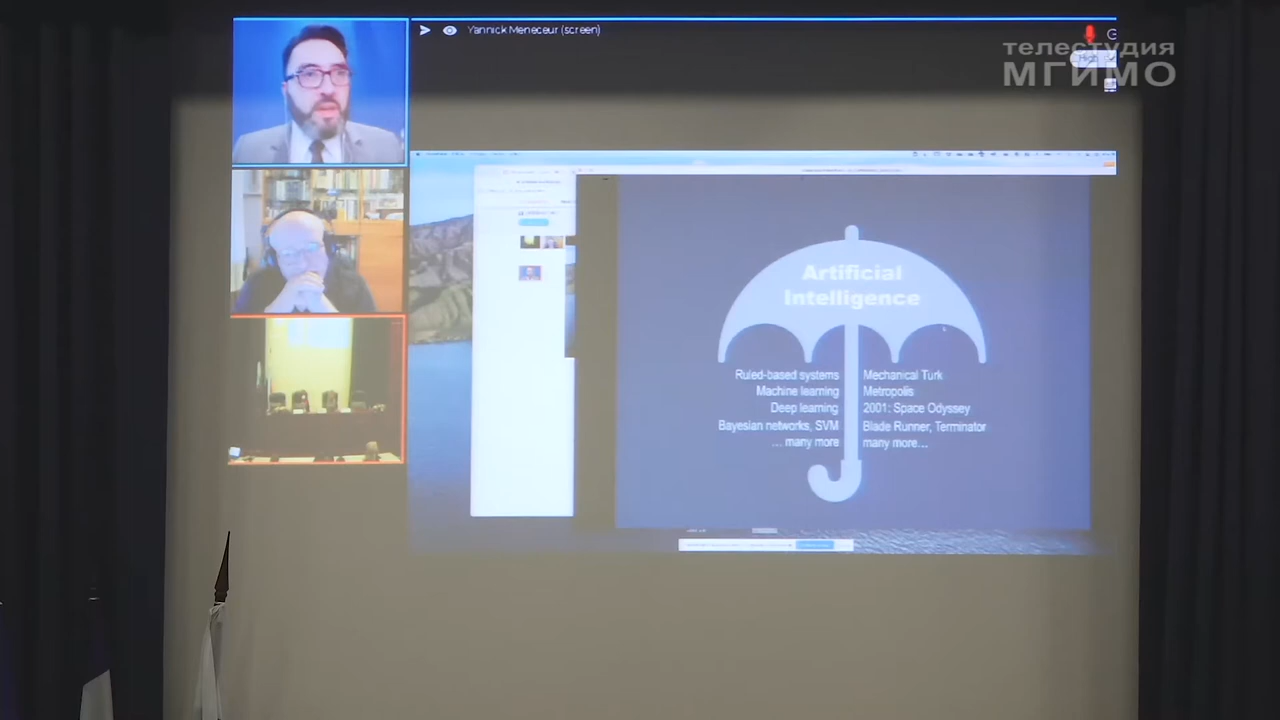 Yannick Meneceur (screen)
телестудия
МГИМО
High
Artificial
Intelligence
Ruled-based systems
Machine learning
Deep learning
Bayesian networks, SVM
... many more
Mechanical Turk
Metropolis
2001: Space Odyssey
Blade Runner, Terminator
many more...